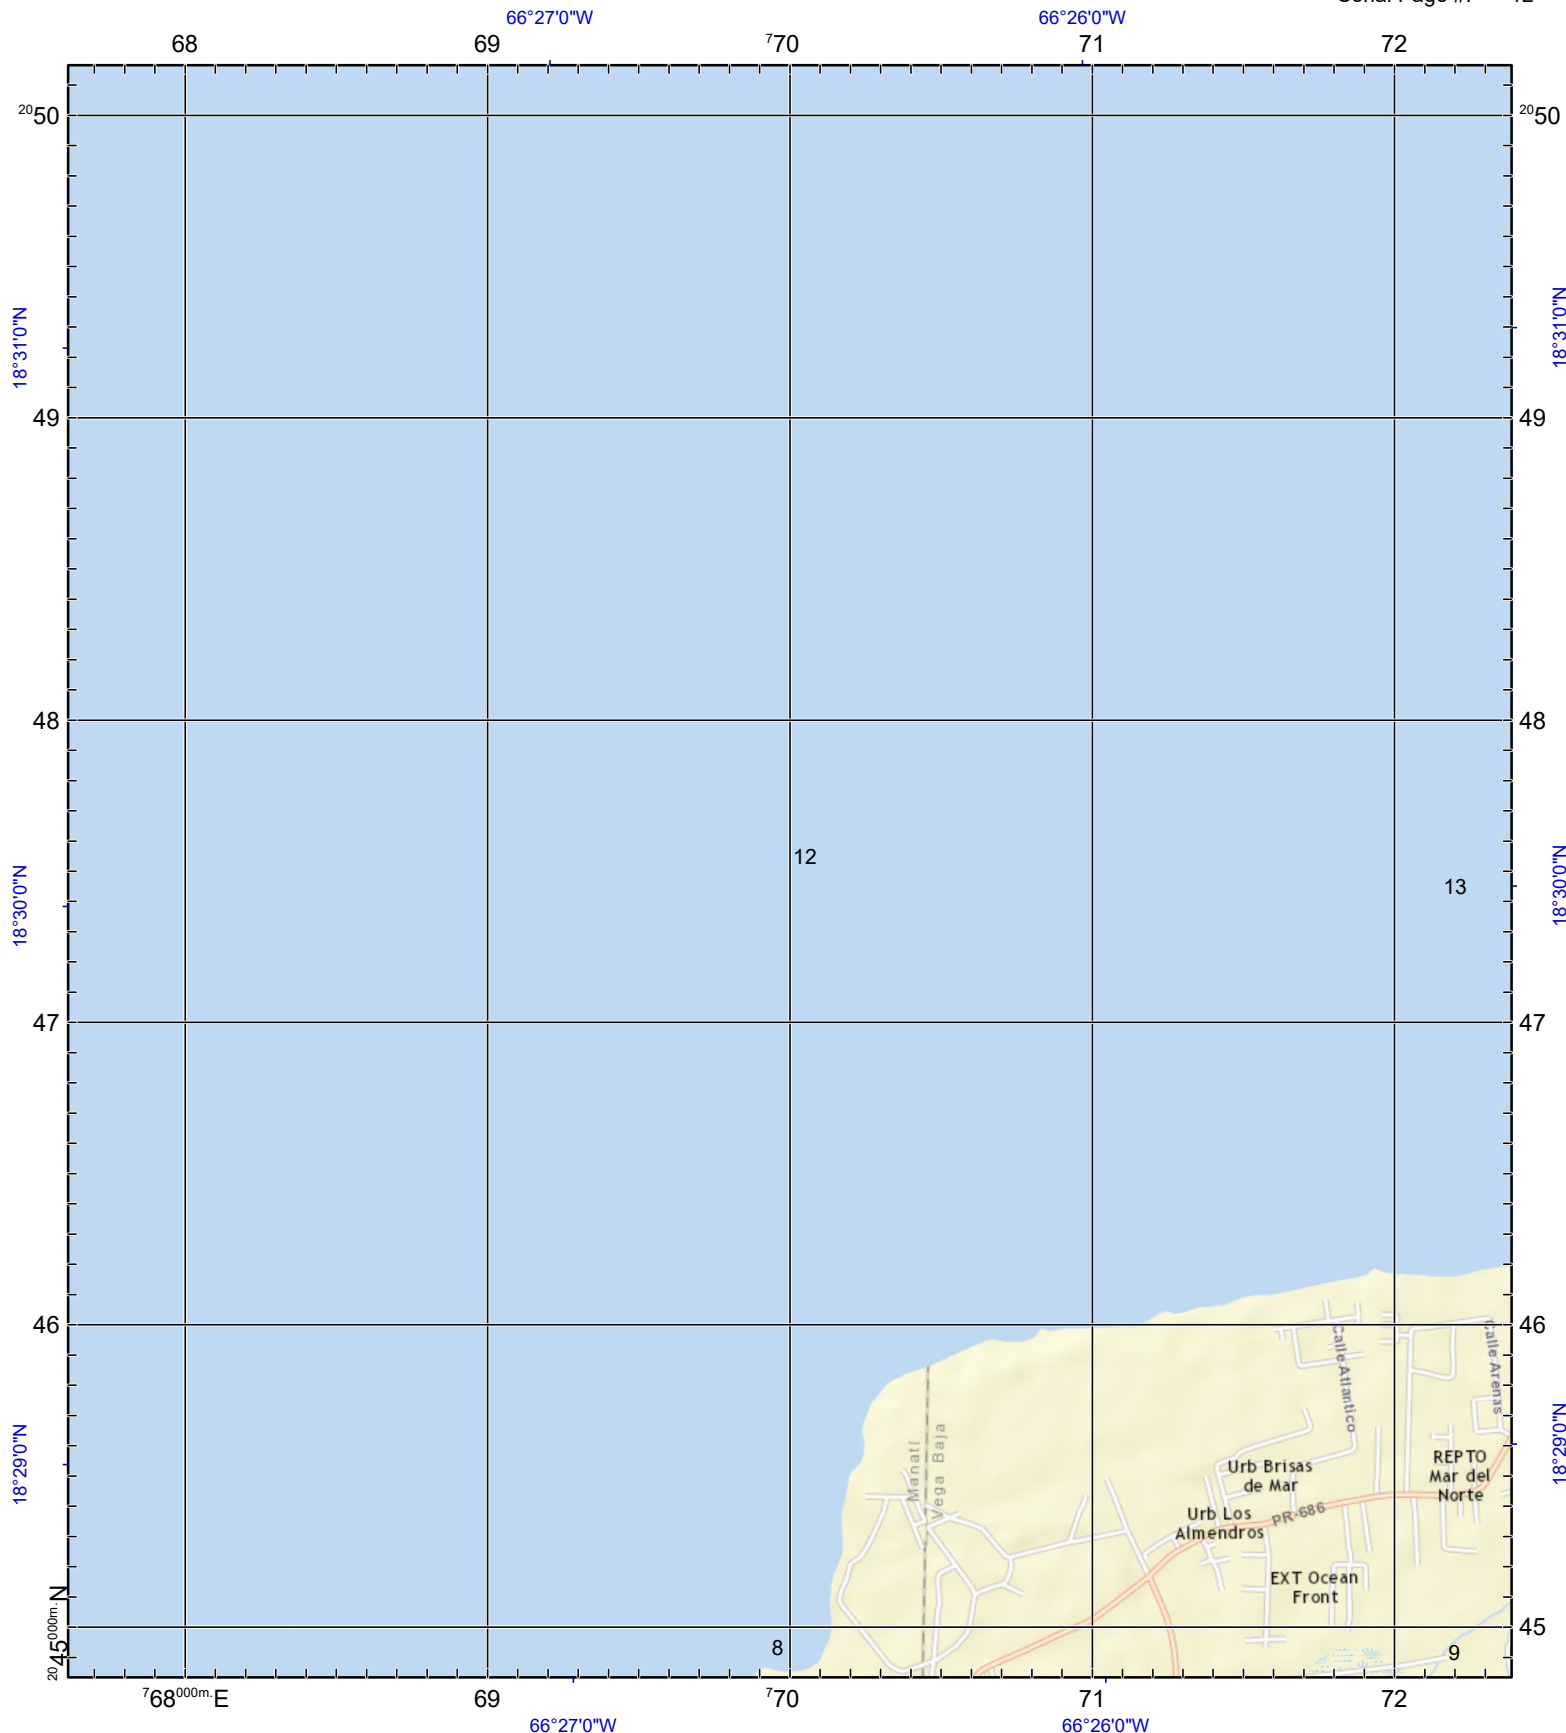 66°27'0"W 66°26'0"W
68 69 ⁷70 71 72
²⁰50 ²⁰50
18°31'0"N 18°31'0"N
49 49
48 48
12
13
18°30'0"N 18°30'0"N
47 47
46 46
Calle Atlantico
Calle Arenas
Manatí
Vega Baja
18°29'0"N 18°29'0"N
Urb Brisas
de Mar
REPTO
Mar del
Norte
Urb Los
Almendros
PR-686
EXT Ocean
Front
²⁰45⁰⁰⁰ᵐ·N 45
8
9
⁷68⁰⁰⁰ᵐ·E 69 ⁷70 71 72
66°27'0"W 66°26'0"W